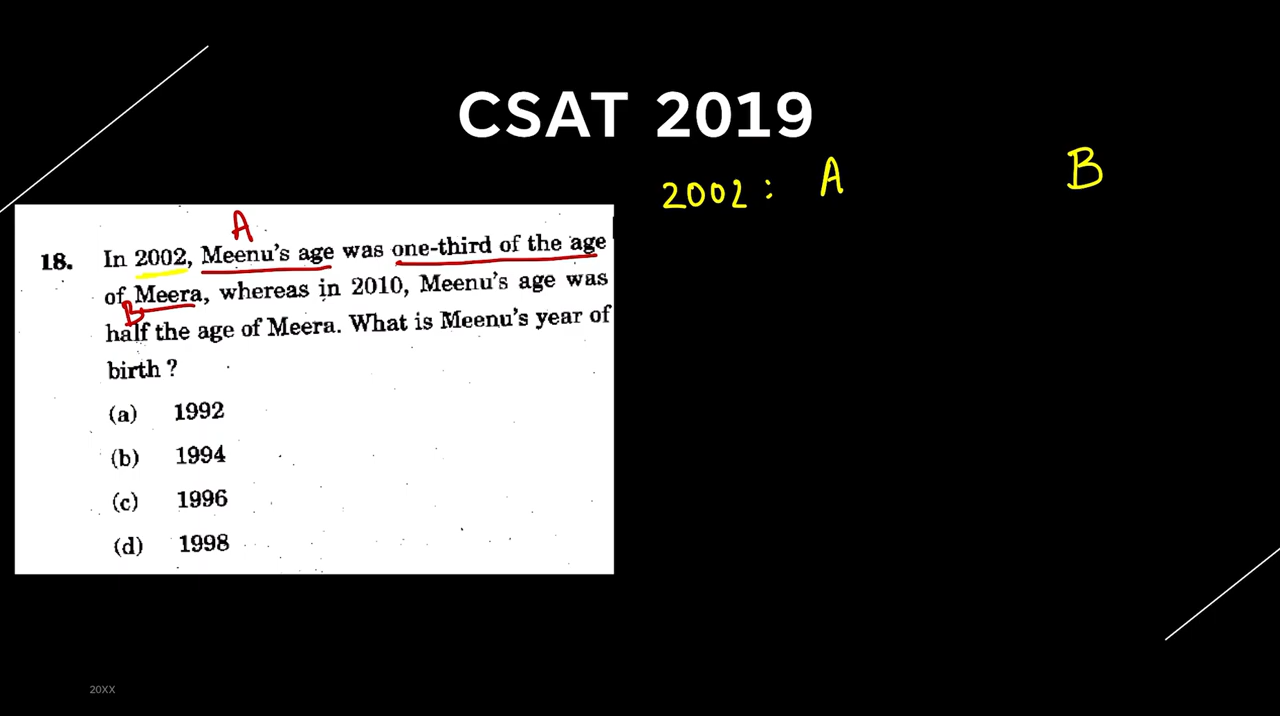 CSAT 2019
2002 : A B
A
18. In 2002, Meenu's age was one-third of the age
of Meera, whereas in 2010, Meenu's age was
B
half the age of Meera. What is Meenu's year of
birth ?
(a) 1992
(b) 1994
(c) 1996
(d) 1998
20XX